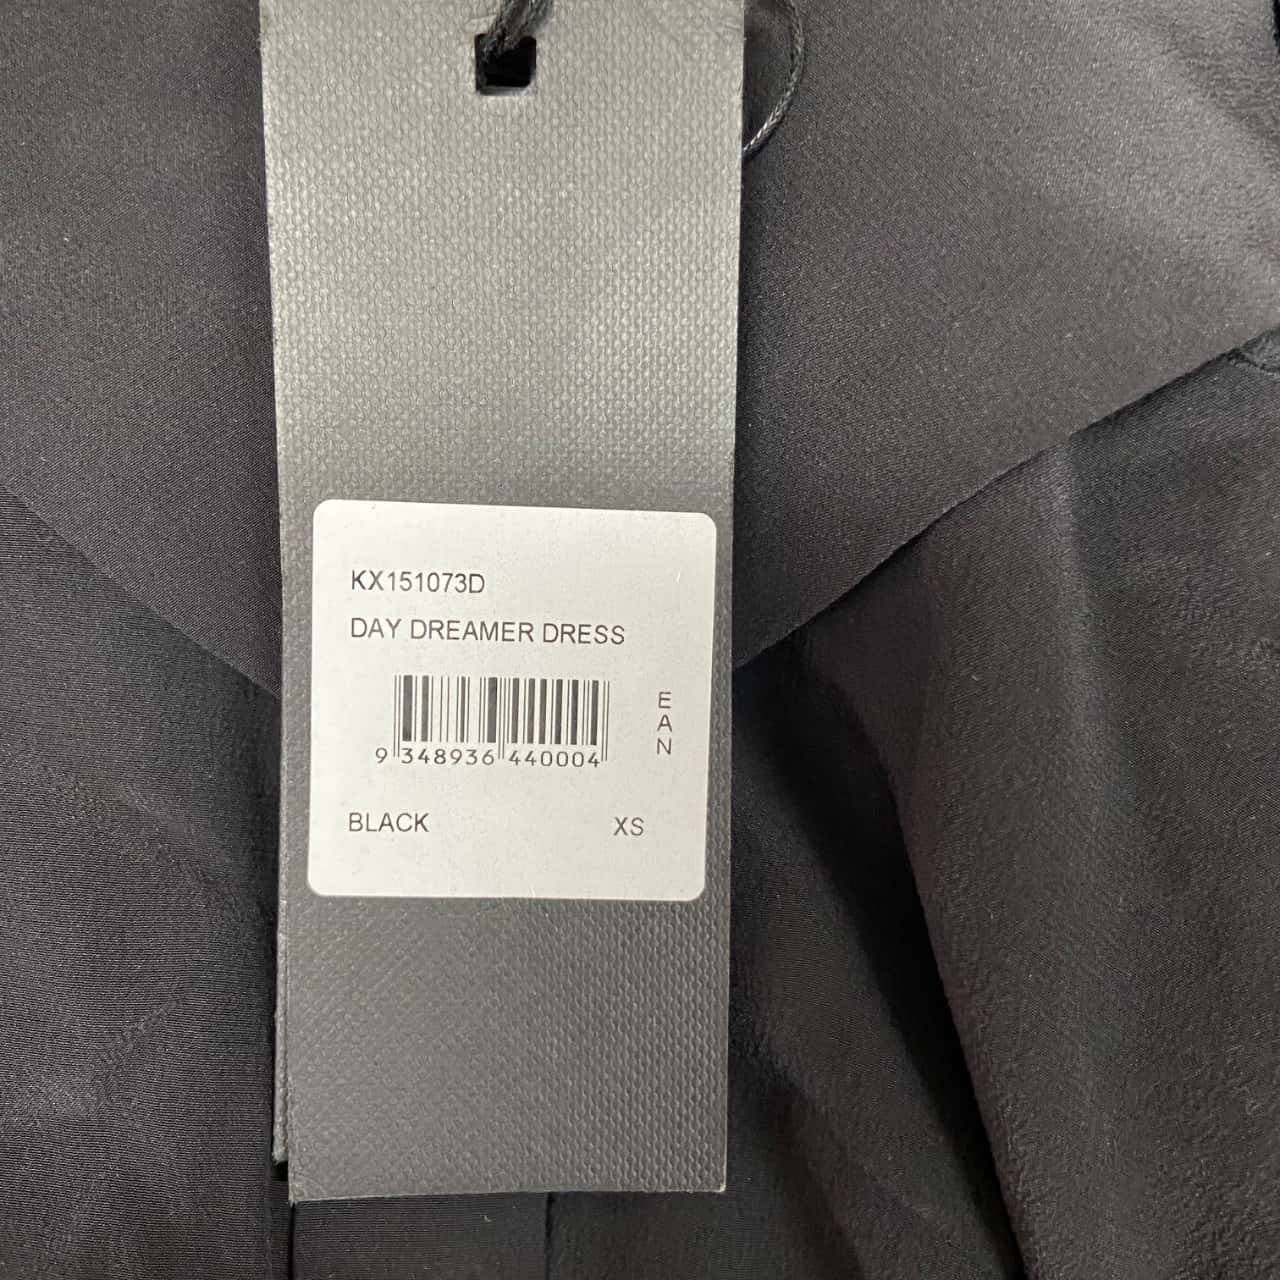 KX151073D
DAY DREAMER DRESS
EAN
9 348936 440004
BLACK XS